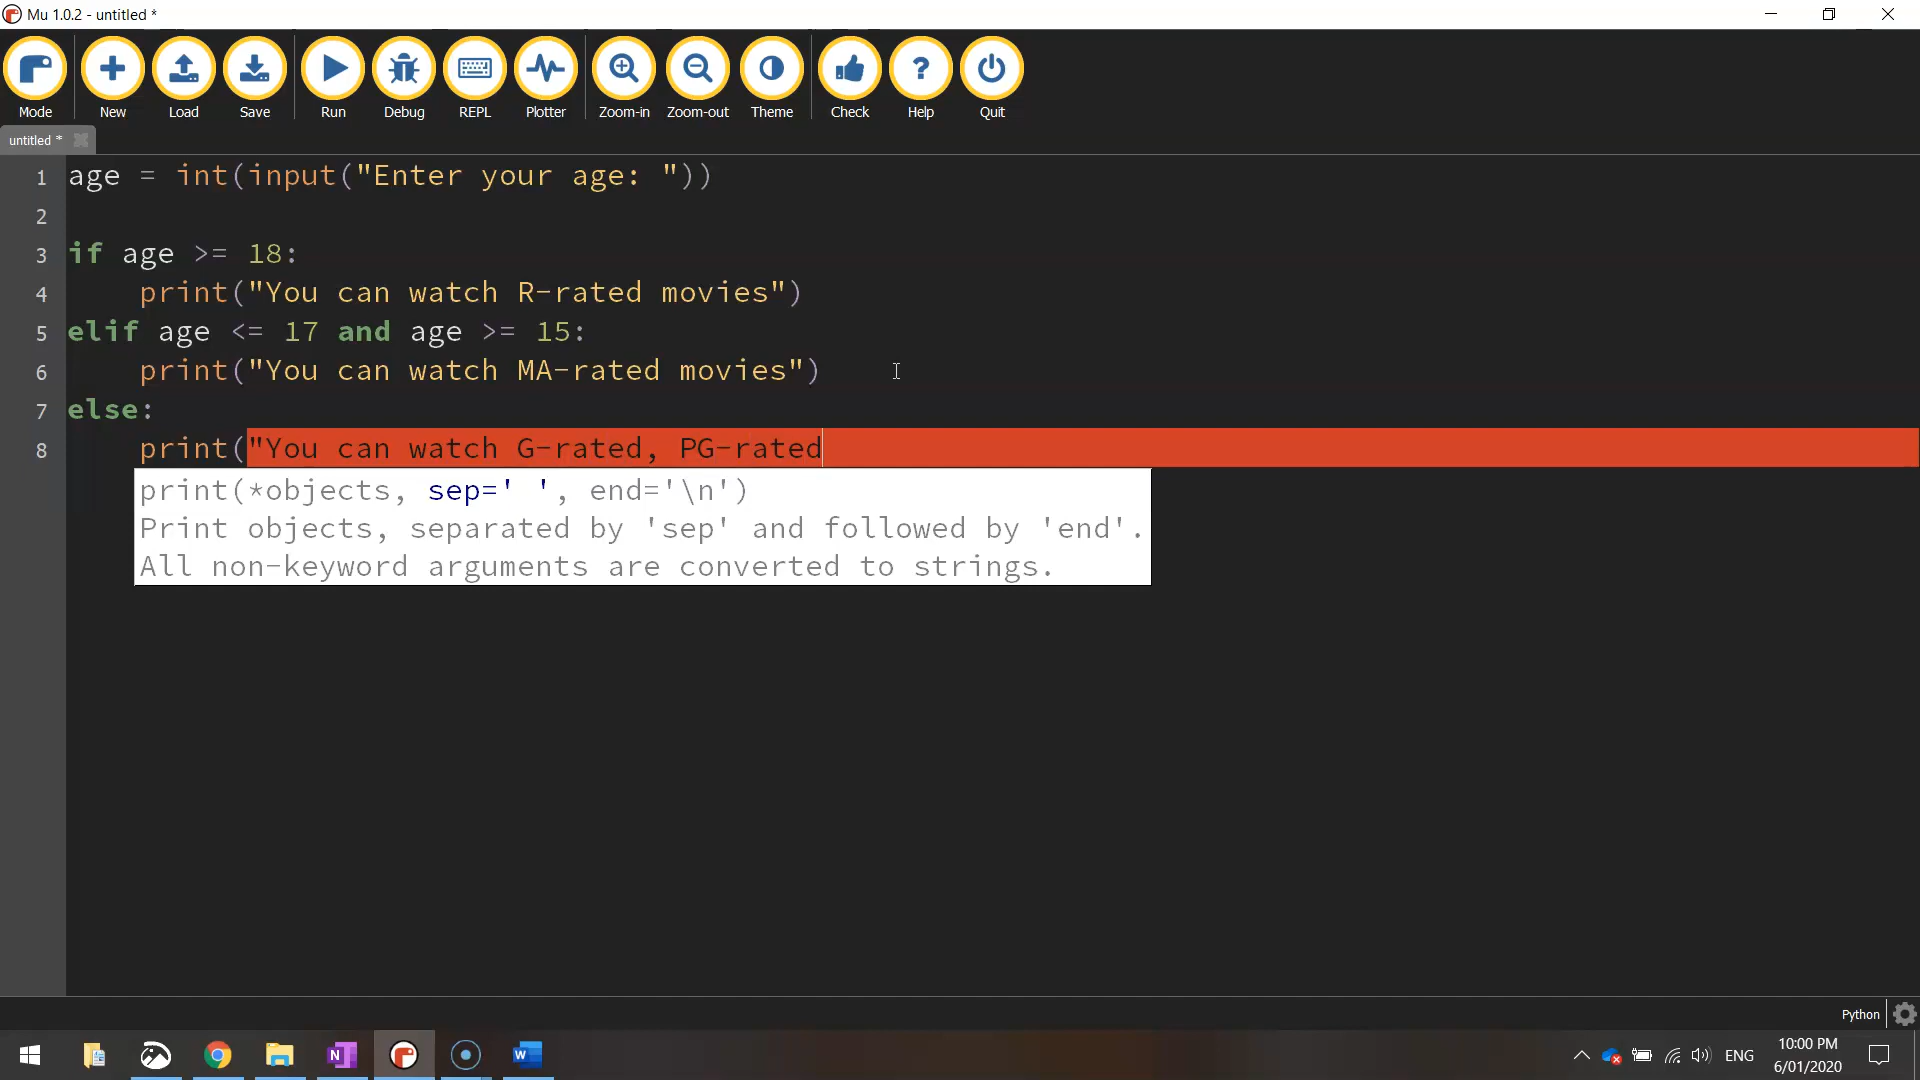 Mu 1.0.2 - untitled *
Mode New Load Save Run Debug REPL Plotter Zoom-in Zoom-out Theme Check Help Quit
untitled *
1 age = int(input("Enter your age: "))
2
3 if age >= 18:
4 print("You can watch R-rated movies")
5 elif age <= 17 and age >= 15:
6 print("You can watch MA-rated movies")
7 else:
8 print("You can watch G-rated, PG-rated
print(*objects, sep=' ', end='\n')
Print objects, separated by 'sep' and followed by 'end'.
All non-keyword arguments are converted to strings.
Python
ENG
10:00 PM
6/01/2020